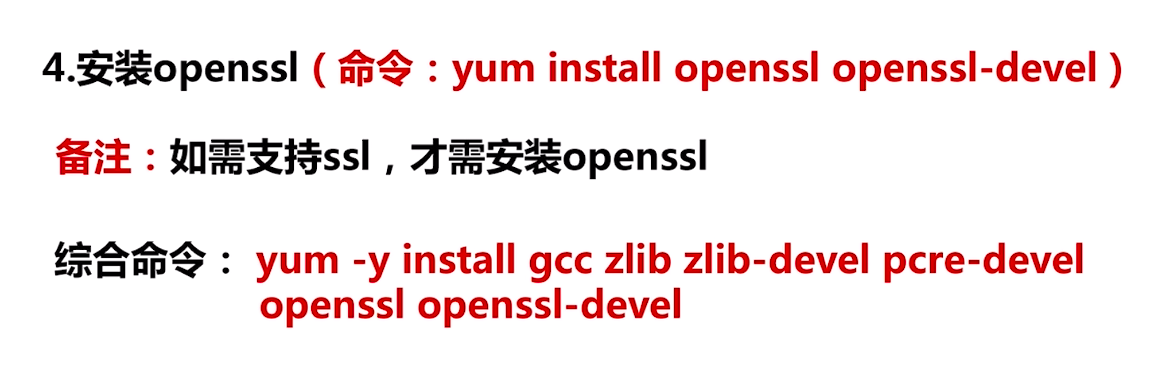 4.安装openssl（命令：yum install openssl openssl-devel）
备注：如需支持ssl，才需安装openssl
综合命令： yum -y install gcc zlib zlib-devel pcre-devel
openssl openssl-devel